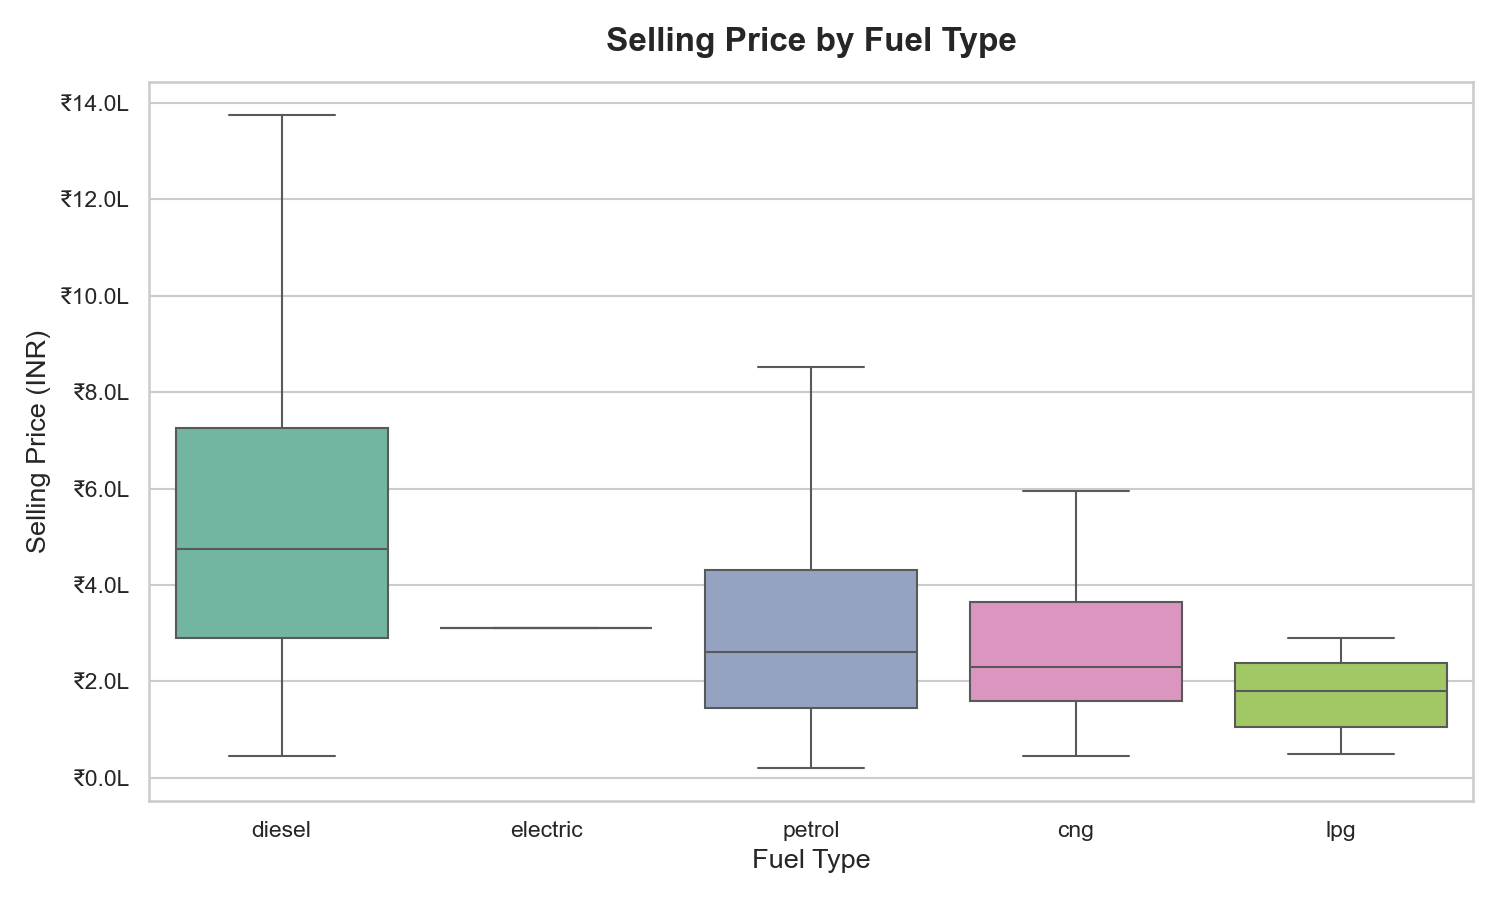 Selling Price by Fuel Type
₹14.0L
₹12.0L
₹10.0L
₹8.0L
₹6.0L
₹4.0L
₹2.0L
₹0.0L
Selling Price (INR)
diesel electric petrol cng lpg
Fuel Type